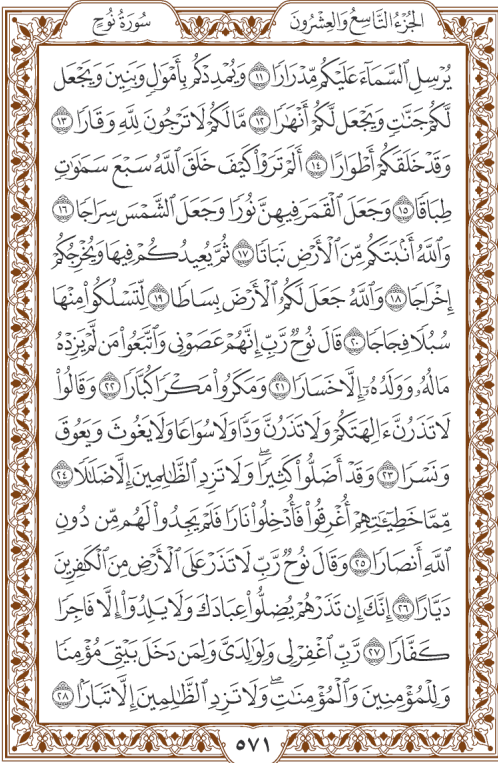 الجُزْءُ التَّاسِعُ وَالعِشْرُونَ
سُورَةُ نُوحٍ
يُرْسِلِ ٱلسَّمَآءَ عَلَيْكُم مِّدْرَارًا ١١ وَيُمْدِدْكُم بِأَمْوَٰلٍ وَبَنِينَ وَيَجْعَل
لَّكُمْ جَنَّٰتٍ وَيَجْعَل لَّكُمْ أَنْهَٰرًا ١٢ مَّا لَكُمْ لَا تَرْجُونَ لِلَّهِ وَقَارًا ١٣
وَقَدْ خَلَقَكُمْ أَطْوَارًا ١٤ أَلَمْ تَرَوْا۟ كَيْفَ خَلَقَ ٱللَّهُ سَبْعَ سَمَٰوَٰتٍ
طِبَاقًا ١٥ وَجَعَلَ ٱلْقَمَرَ فِيهِنَّ نُورًا وَجَعَلَ ٱلشَّمْسَ سِرَاجًا ١٦
وَٱللَّهُ أَنۢبَتَكُم مِّنَ ٱلْأَرْضِ نَبَاتًا ١٧ ثُمَّ يُعِيدُكُمْ فِيهَا وَيُخْرِجُكُمْ
إِخْرَاجًا ١٨ وَٱللَّهُ جَعَلَ لَكُمُ ٱلْأَرْضَ بِسَاطًا ١٩ لِّتَسْلُكُوا۟ مِنْهَا
سُبُلًا فِجَاجًا ٢٠ قَالَ نُوحٌ رَّبِّ إِنَّهُمْ عَصَوْنِى وَٱتَّبَعُوا۟ مَن لَّمْ يَزِدْهُ
مَالُهُۥ وَوَلَدُهُۥٓ إِلَّا خَسَارًا ٢١ وَمَكَرُوا۟ مَكْرًا كُبَّارًا ٢٢ وَقَالُوا۟
لَا تَذَرُنَّ ءَالِهَتَكُمْ وَلَا تَذَرُنَّ وَدًّا وَلَا سُوَاعًا وَلَا يَغُوثَ وَيَعُوقَ
وَنَسْرًا ٢٣ وَقَدْ أَضَلُّوا۟ كَثِيرًا ۖ وَلَا تَزِدِ ٱلظَّٰلِمِينَ إِلَّا ضَلَٰلًا ٢٤
مِّمَّا خَطِيٓـَٰٔتِهِمْ أُغْرِقُوا۟ فَأُدْخِلُوا۟ نَارًا فَلَمْ يَجِدُوا۟ لَهُم مِّن دُونِ
ٱللَّهِ أَنصَارًا ٢٥ وَقَالَ نُوحٌ رَّبِّ لَا تَذَرْ عَلَى ٱلْأَرْضِ مِنَ ٱلْكَٰفِرِينَ
دَيَّارًا ٢٦ إِنَّكَ إِن تَذَرْهُمْ يُضِلُّوا۟ عِبَادَكَ وَلَا يَلِدُوٓا۟ إِلَّا فَاجِرًا
كَفَّارًا ٢٧ رَّبِّ ٱغْفِرْ لِى وَلِوَٰلِدَىَّ وَلِمَن دَخَلَ بَيْتِىَ مُؤْمِنًا
وَلِلْمُؤْمِنِينَ وَٱلْمُؤْمِنَٰتِ ۖ وَلَا تَزِدِ ٱلظَّٰلِمِينَ إِلَّا تَبَارًۢا ٢٨
٥٧١